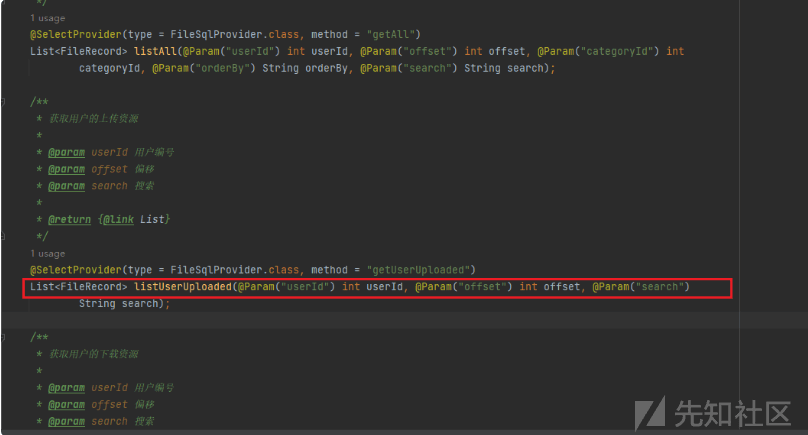 */
1 usage
@SelectProvider(type = FileSqlProvider.class, method = "getAll")
List<FileRecord> listAll(@Param("userId") int userId, @Param("offset") int offset, @Param("categoryId") int
categoryId, @Param("orderBy") String orderBy, @Param("search") String search);
/**
* 获取用户的上传资源
*
* @param userId 用户编号
* @param offset 偏移
* @param search 搜索
*
* @return {@link List}
*/
1 usage
@SelectProvider(type = FileSqlProvider.class, method = "getUserUploaded")
List<FileRecord> listUserUploaded(@Param("userId") int userId, @Param("offset") int offset, @Param("search")
String search);
/**
* 获取用户的下载资源
*
* @param userId 用户编号
* @param offset 偏移
* @param search 搜索
先知社区